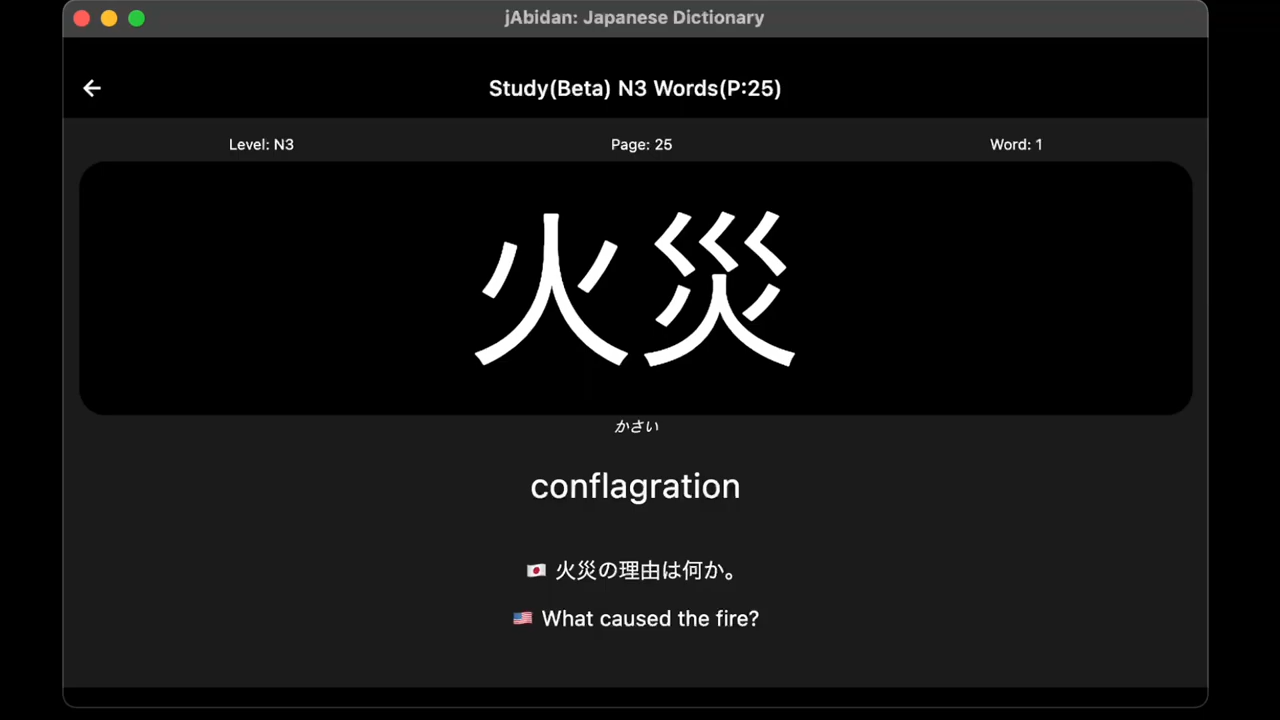 jAbidan: Japanese Dictionary
Study(Beta) N3 Words(P:25)
Level: N3 Page: 25 Word: 1
火災
かさい
conflagration
火災の理由は何か。
What caused the fire?